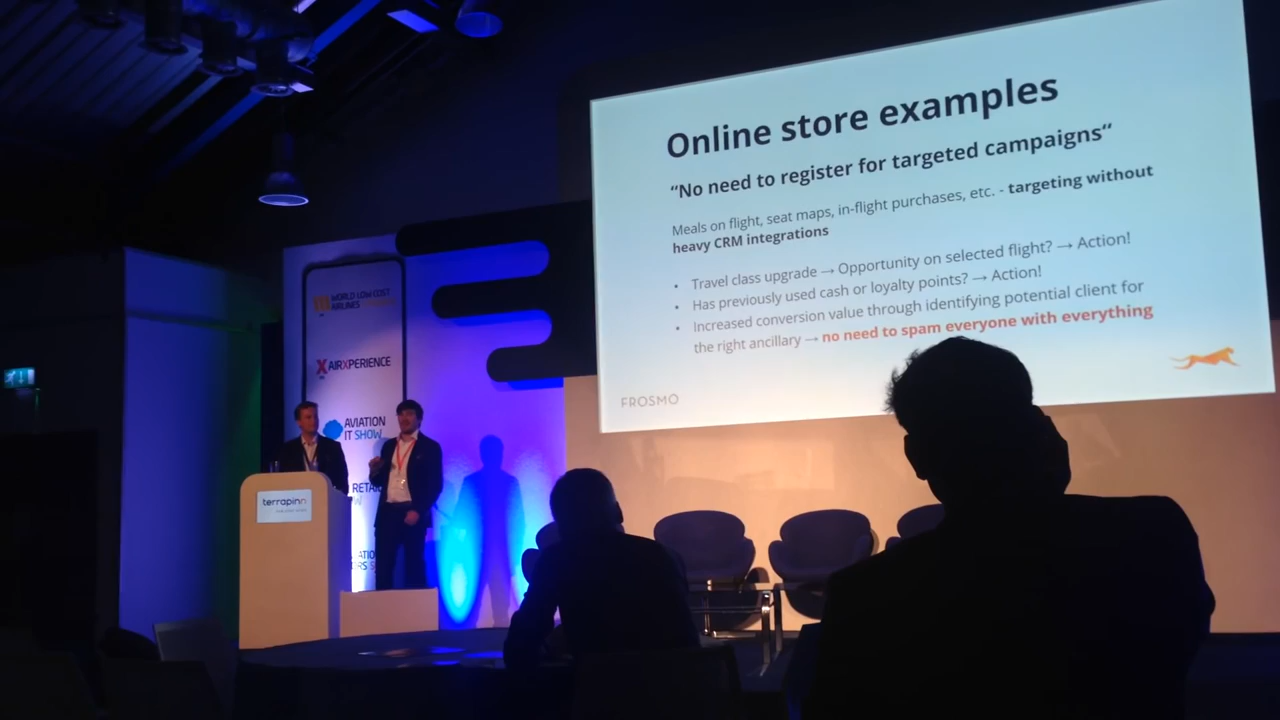 Online store examples
“No need to register for targeted campaigns“
Meals on flight, seat maps, in-flight purchases, etc. - targeting without
heavy CRM integrations
• Travel class upgrade → Opportunity on selected flight? → Action!
• Has previously used cash or loyalty points? → Action!
• Increased conversion value through identifying potential client for
the right ancillary → no need to spam everyone with everything
FROSMO
WORLD LOW COST
AIRLINES
AIRXPERIENCE
AVIATION
IT SHOW
RETA
terrapinn